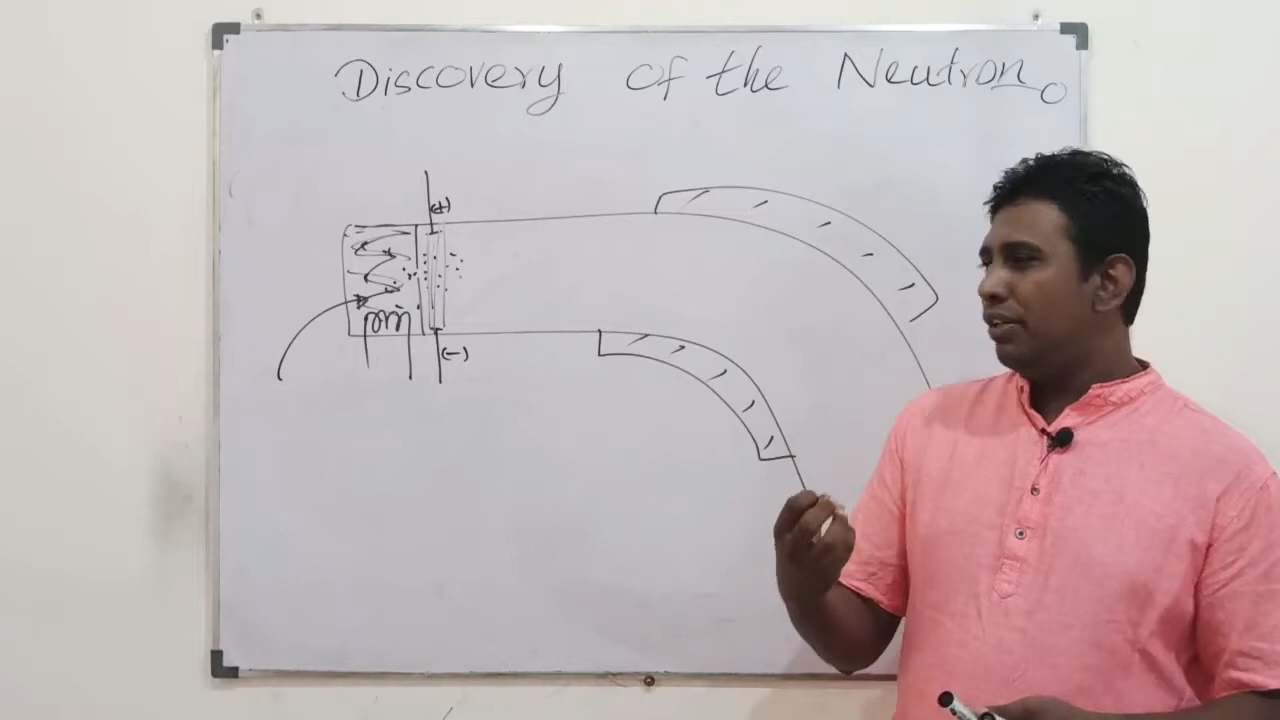 Discovery of the Neutron
(+)
(-)